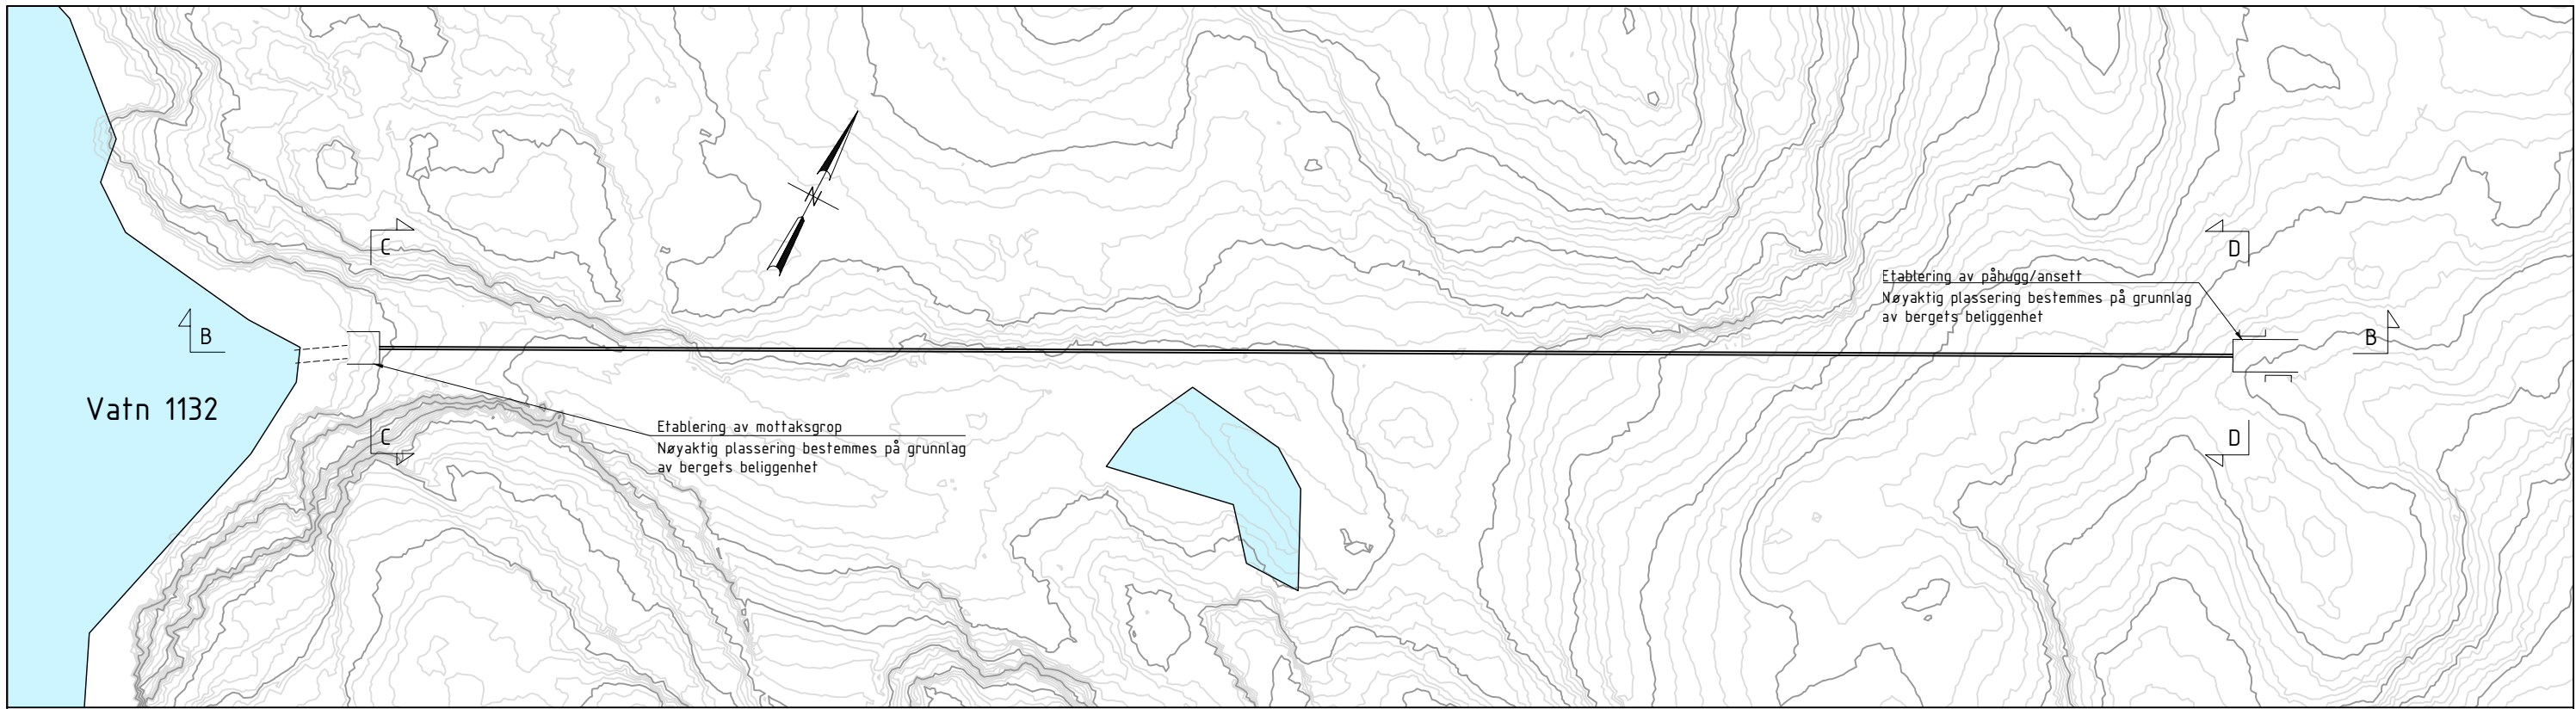 N
C
D
Etablering av påhugg/ansett
Nøyaktig plassering bestemmes på grunnlag
av bergets beliggenhet
B
B
Vatn 1132
C
Etablering av mottaksgrop
Nøyaktig plassering bestemmes på grunnlag
av bergets beliggenhet
D